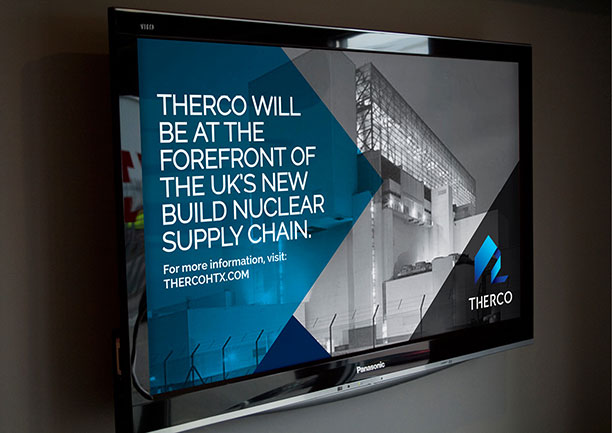 VIERA
THERCO WILL
BE AT THE
FOREFRONT OF
THE UK'S NEW
BUILD NUCLEAR
SUPPLY CHAIN.
For more information, visit:
THERCOHTX.COM
THERCO
Panasonic